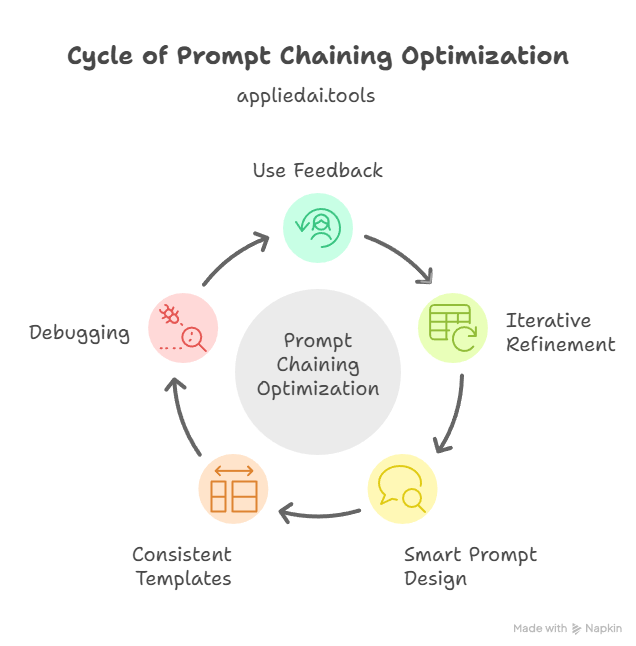 Cycle of Prompt Chaining Optimization
appliedai.tools
Use Feedback
Iterative
Refinement
Smart Prompt
Design
Consistent
Templates
Debugging
Prompt
Chaining
Optimization
Made with Napkin